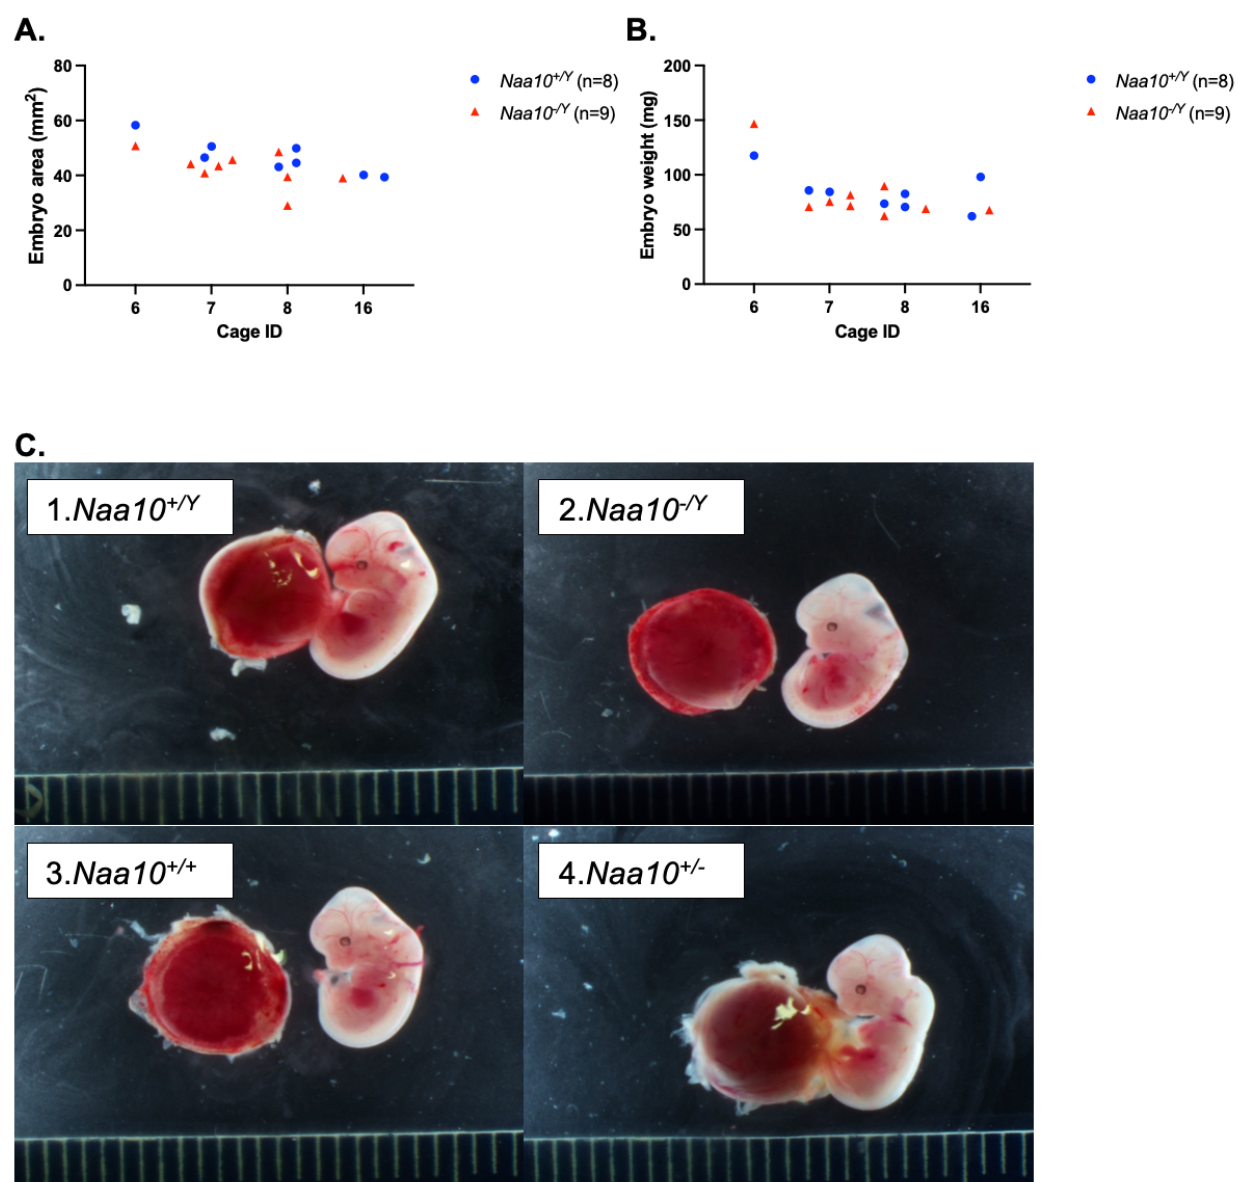 A.
80
60
40
20
0
Embryo area (mm²)
6 7 8 16
Cage ID
Naa10+/Y (n=8)
Naa10-/Y (n=9)
B.
200
150
100
50
0
Embryo weight (mg)
6 7 8 16
Cage ID
Naa10+/Y (n=8)
Naa10-/Y (n=9)
C.
1.Naa10+/Y
2.Naa10-/Y
3.Naa10+/+
4.Naa10+/-